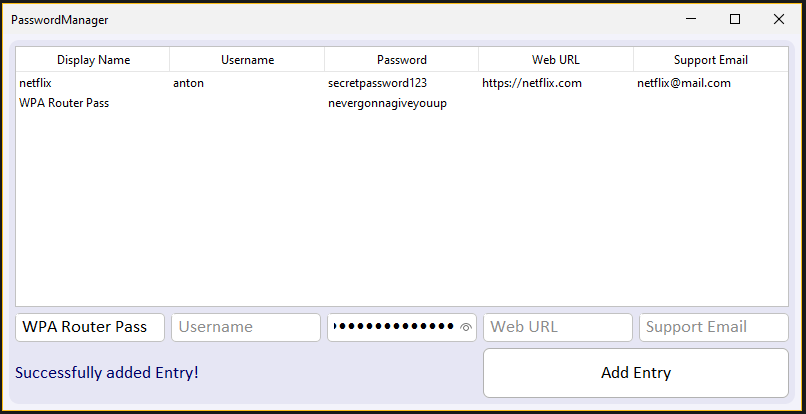 PasswordManager
Display Name Username Password Web URL Support Email
netflix anton secretpassword123 https://netflix.com netflix@mail.com
WPA Router Pass nevergonnagiveyouup
WPA Router Pass Username ●●●●●●●●●●●●●● Web URL Support Email
Successfully added Entry! Add Entry